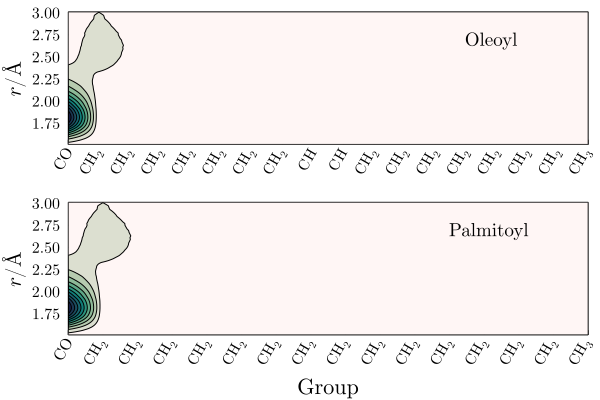 3.00
2.75
2.50
2.25
2.00
1.75
r/Å
Oleoyl
CO CH₂ CH₂ CH₂ CH₂ CH₂ CH₂ CH₂ CH CH CH₂ CH₂ CH₂ CH₂ CH₂ CH₂ CH₂ CH₃
3.00
2.75
2.50
2.25
2.00
1.75
r/Å
Palmitoyl
CO CH₂ CH₂ CH₂ CH₂ CH₂ CH₂ CH₂ CH₂ CH₂ CH₂ CH₂ CH₂ CH₂ CH₂ CH₃
Group